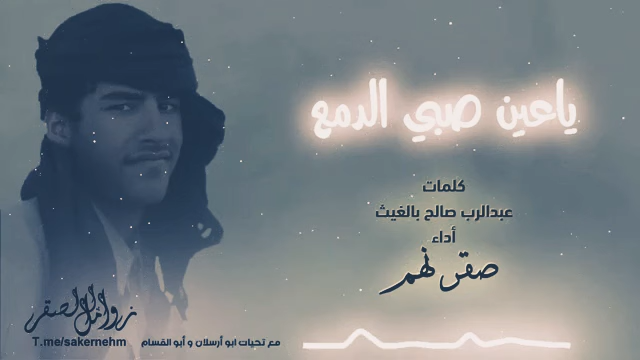 ياعين صبي الدمع
كلمات
عبدالرب صالح بالغيث
أداء
صقر نهم
زوامل الصقر
T.me/sakernehm
مع تحيات ابو أرسلان و أبو القسام